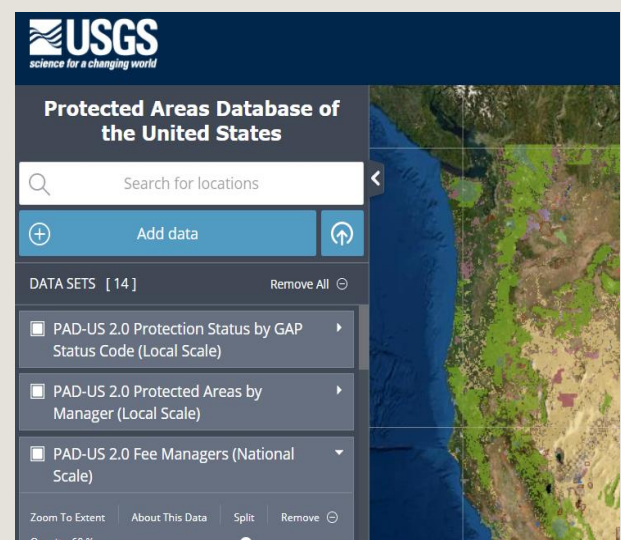 USGS
science for a changing world
Protected Areas Database of
the United States
Search for locations
Add data
DATA SETS [ 14 ]
Remove All
PAD-US 2.0 Protection Status by GAP
Status Code (Local Scale)
PAD-US 2.0 Protected Areas by
Manager (Local Scale)
PAD-US 2.0 Fee Managers (National
Scale)
Zoom To Extent
About This Data
Split
Remove